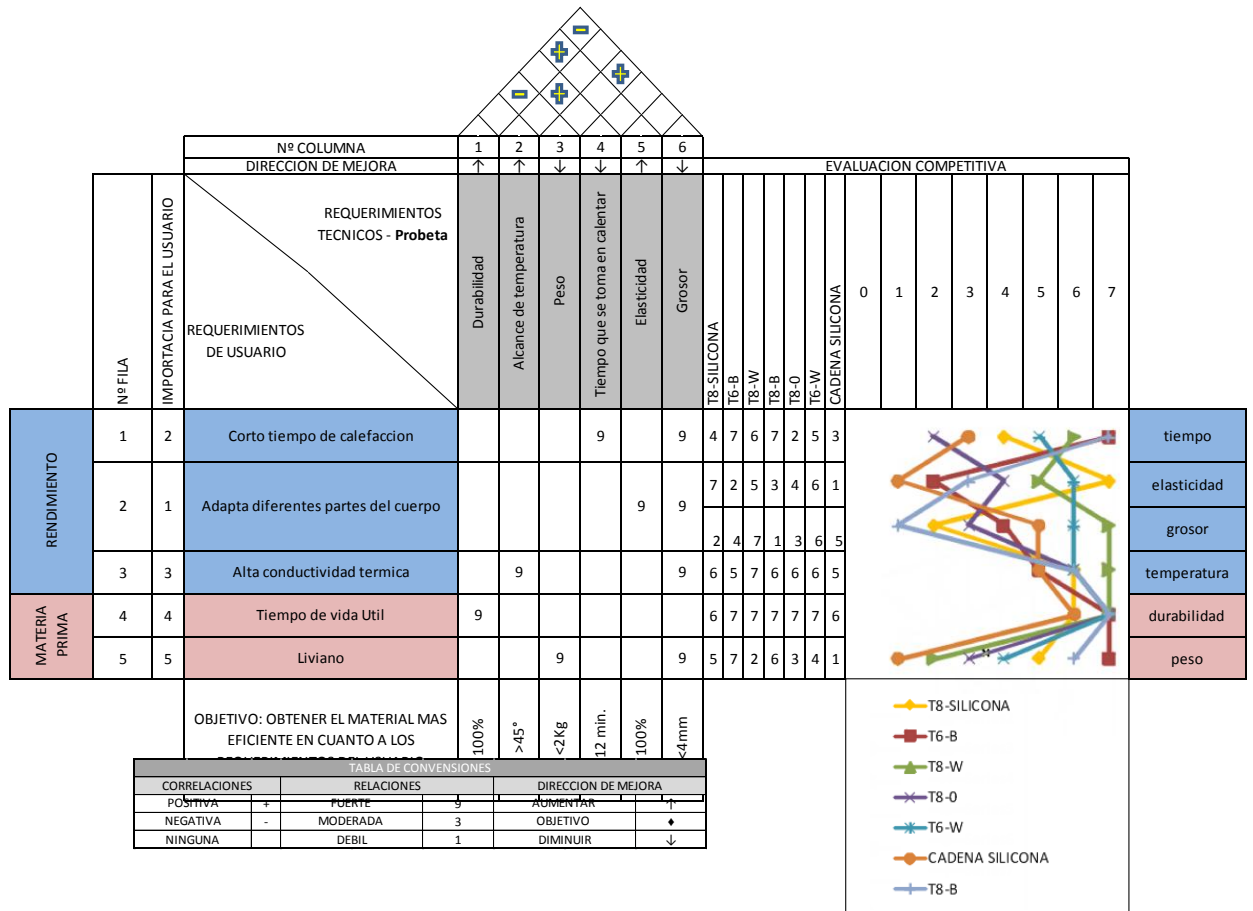 Nº COLUMNA 1 2 3 4 5 6
DIRECCION DE MEJORA ↑ ↑ ↓ ↓ ↑ ↓ EVALUACION COMPETITIVA
Nº FILA
IMPORTACIA PARA EL USUARIO
REQUERIMIENTOS
TECNICOS - Probeta
REQUERIMIENTOS
DE USUARIO
Durabilidad
Alcance de temperatura
Peso
Tiempo que se toma en calentar
Elasticidad
Grosor
T8-SILICONA
T6-B
T8-W
T8-B
T8-0
T6-W
CADENA SILICONA
0 1 2 3 4 5 6 7
RENDIMIENTO
1 2 Corto tiempo de calefaccion 9 9 4 7 6 7 2 5 3 tiempo
2 1 Adapta diferentes partes del cuerpo 9 9 7 2 5 3 4 6 1 elasticidad
2 4 7 1 3 6 5 grosor
3 3 Alta conductividad termica 9 9 6 5 7 6 6 6 5 temperatura
MATERIA
PRIMA
4 4 Tiempo de vida Util 9 6 7 7 7 7 7 6 durabilidad
5 5 Liviano 9 9 5 7 2 6 3 4 1 peso
OBJETIVO: OBTENER EL MATERIAL MAS
EFICIENTE EN CUANTO A LOS
100%
>45°
<2Kg
12 min.
100%
<4mm
TABLA DE CONVENSIONES
CORRELACIONES RELACIONES DIRECCION DE MEJORA
POSITIVA + FUERTE 9 AUMENTAR ↑
NEGATIVA - MODERADA 3 OBJETIVO ♦
NINGUNA DEBIL 1 DIMINUIR ↓
T8-SILICONA
T6-B
T8-W
T8-0
T6-W
CADENA SILICONA
T8-B